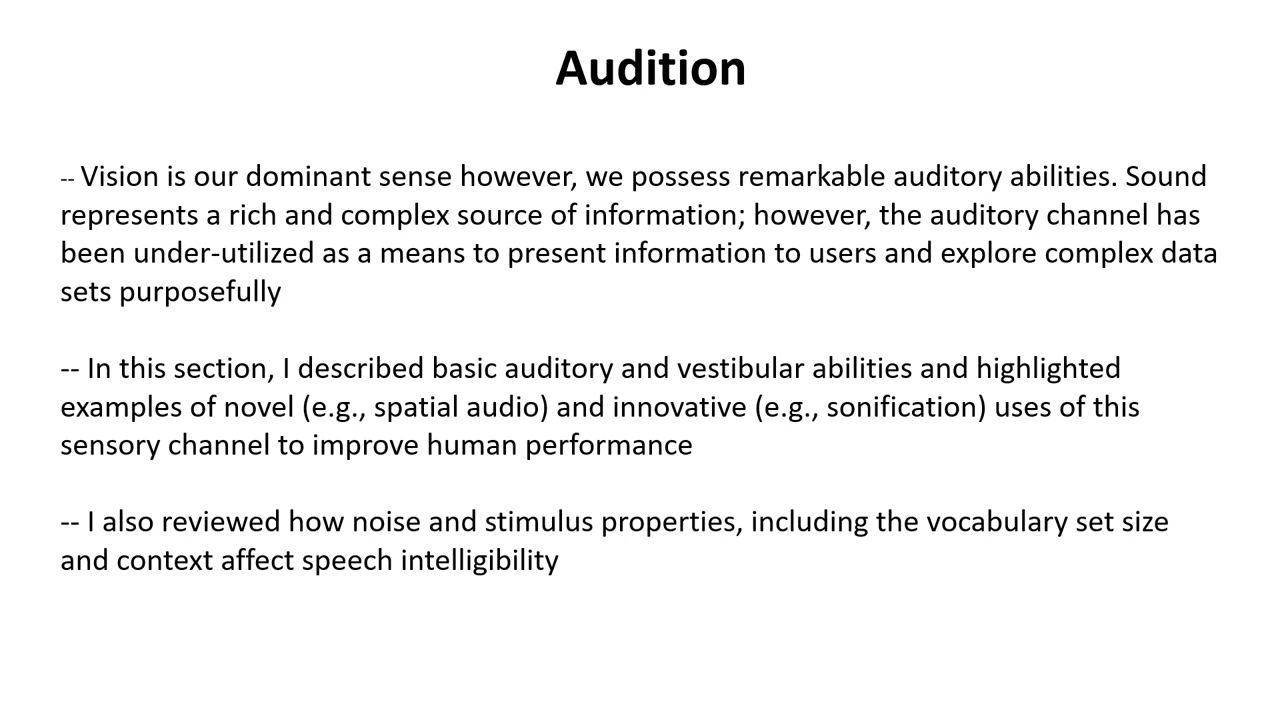 Audition
-- Vision is our dominant sense however, we possess remarkable auditory abilities. Sound
represents a rich and complex source of information; however, the auditory channel has
been under-utilized as a means to present information to users and explore complex data
sets purposefully
-- In this section, I described basic auditory and vestibular abilities and highlighted
examples of novel (e.g., spatial audio) and innovative (e.g., sonification) uses of this
sensory channel to improve human performance
-- I also reviewed how noise and stimulus properties, including the vocabulary set size
and context affect speech intelligibility